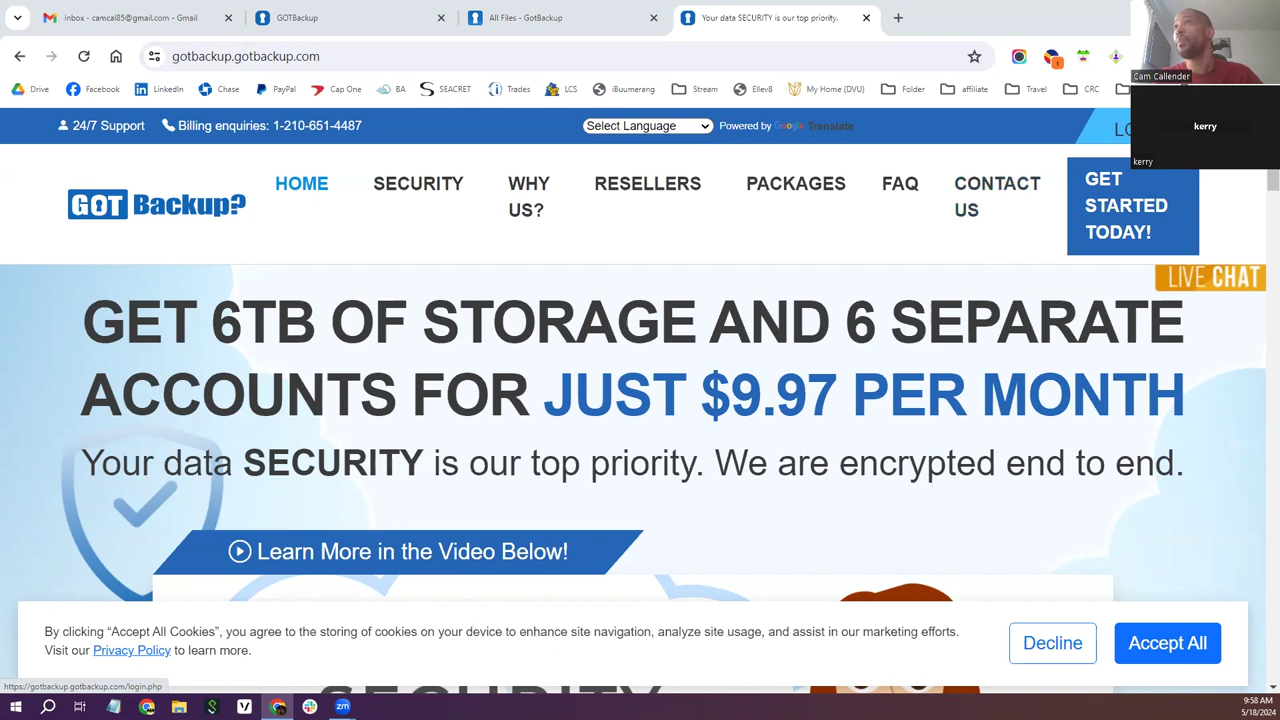 Inbox - camcal85@gmail.com - Gmail
GOTBackup
All Files - GotBackup
Your data SECURITY is our top priority.
gotbackup.gotbackup.com
Cam Callender
Drive
Facebook
LinkedIn
Chase
PayPal
Cap One
BA
SEACRET
Trades
LCS
iBuumerang
Stream
Ellev8
My Home (DVU)
Folder
affiliate
Travel
CRC
24/7 Support
Billing enquiries: 1-210-651-4487
Select Language
Powered by Google Translate
LO
kerry
kerry
GOT Backup?
HOME
SECURITY
WHY
US?
RESELLERS
PACKAGES
FAQ
CONTACT
US
GET
STARTED
TODAY!
LIVE CHAT
GET 6TB OF STORAGE AND 6 SEPARATE
ACCOUNTS FOR JUST $9.97 PER MONTH
Your data SECURITY is our top priority. We are encrypted end to end.
Learn More in the Video Below!
By clicking “Accept All Cookies”, you agree to the storing of cookies on your device to enhance site navigation, analyze site usage, and assist in our marketing efforts.
Visit our Privacy Policy to learn more.
Decline
Accept All
https://gotbackup.gotbackup.com/login.php
SECURITY
zm
9:58 AM
5/18/2024